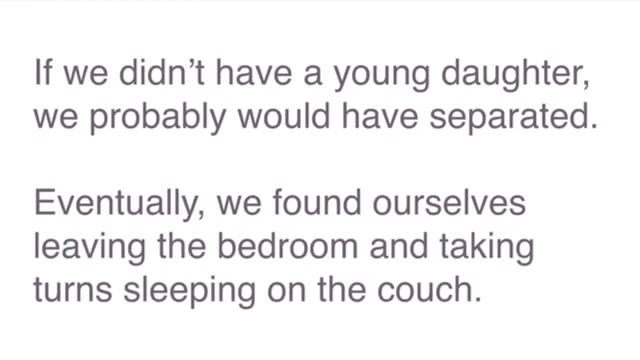 If we didn’t have a young daughter,
we probably would have separated.
Eventually, we found ourselves
leaving the bedroom and taking
turns sleeping on the couch.